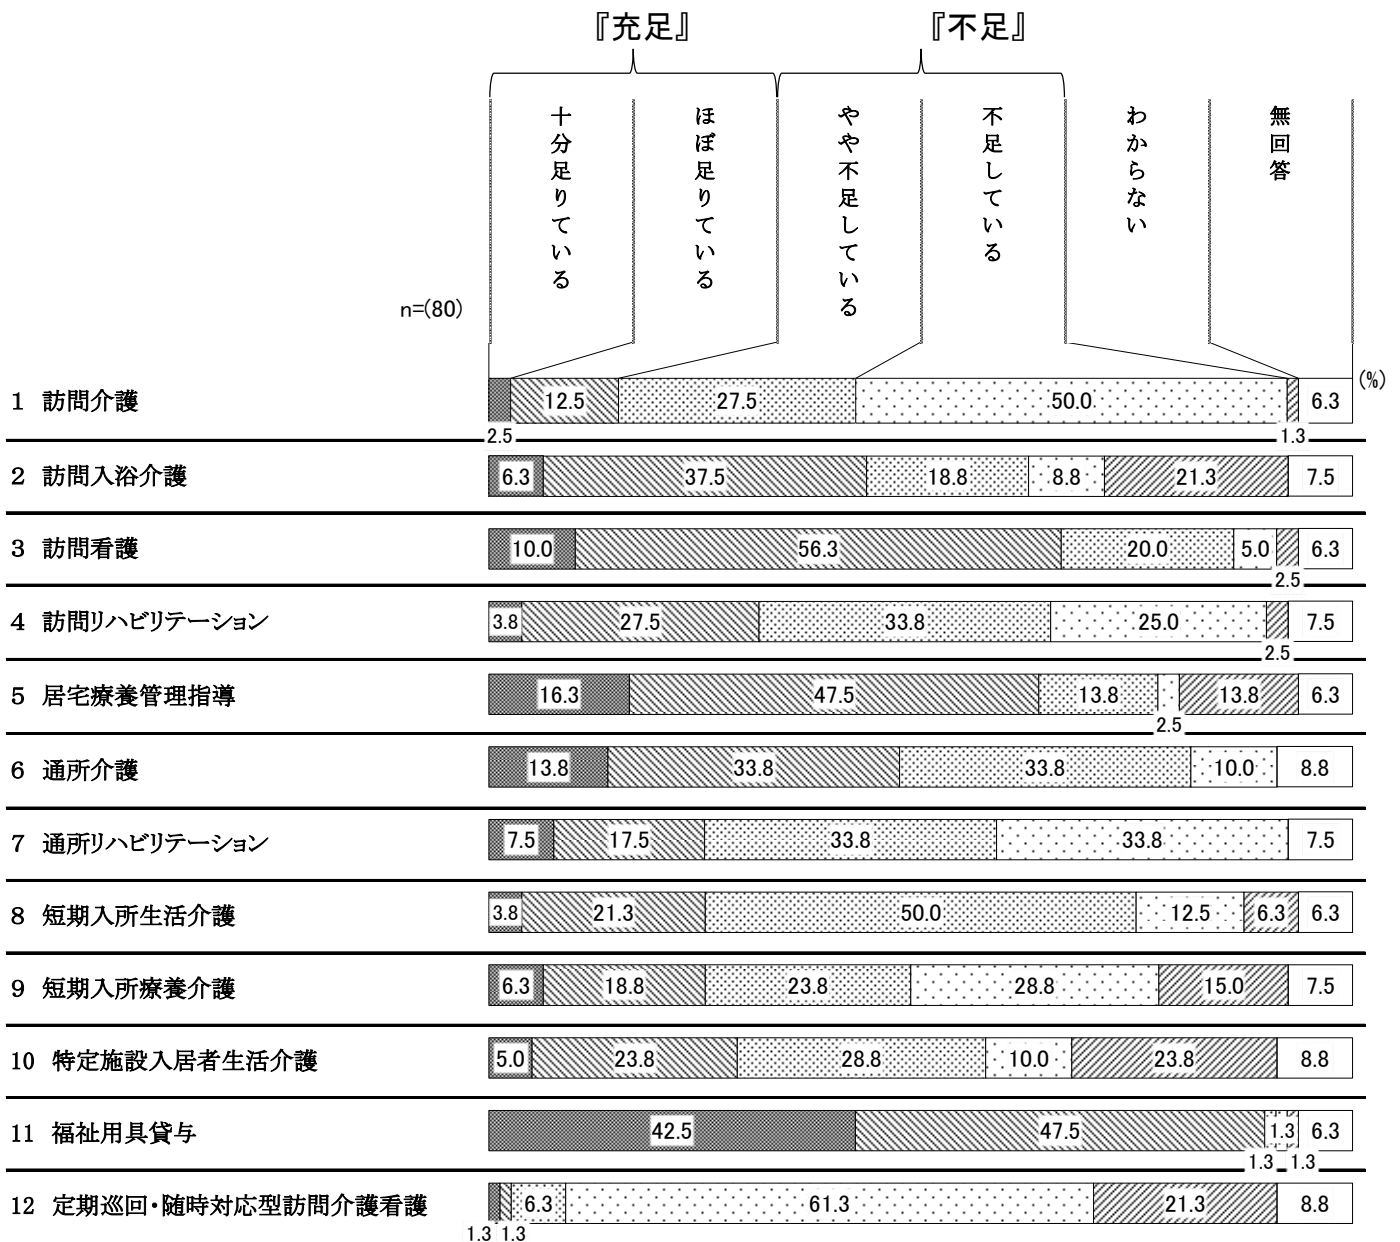 『充足』 『不足』
十分足りている
ほぼ足りている
やや不足している
不足している
わからない
無回答
n=(80)
(%)
1 訪問介護 12.5 27.5 50.0 6.3
2.5 1.3
2 訪問入浴介護 6.3 37.5 18.8 8.8 21.3 7.5
3 訪問看護 10.0 56.3 20.0 5.0 6.3
2.5
4 訪問リハビリテーション 3.8 27.5 33.8 25.0 7.5
2.5
5 居宅療養管理指導 16.3 47.5 13.8 13.8 6.3
2.5
6 通所介護 13.8 33.8 33.8 10.0 8.8
7 通所リハビリテーション 7.5 17.5 33.8 33.8 7.5
8 短期入所生活介護 3.8 21.3 50.0 12.5 6.3 6.3
9 短期入所療養介護 6.3 18.8 23.8 28.8 15.0 7.5
10 特定施設入居者生活介護 5.0 23.8 28.8 10.0 23.8 8.8
11 福祉用具貸与 42.5 47.5 1.3 6.3
1.3 1.3
12 定期巡回・随時対応型訪問介護看護 6.3 61.3 21.3 8.8
1.3 1.3